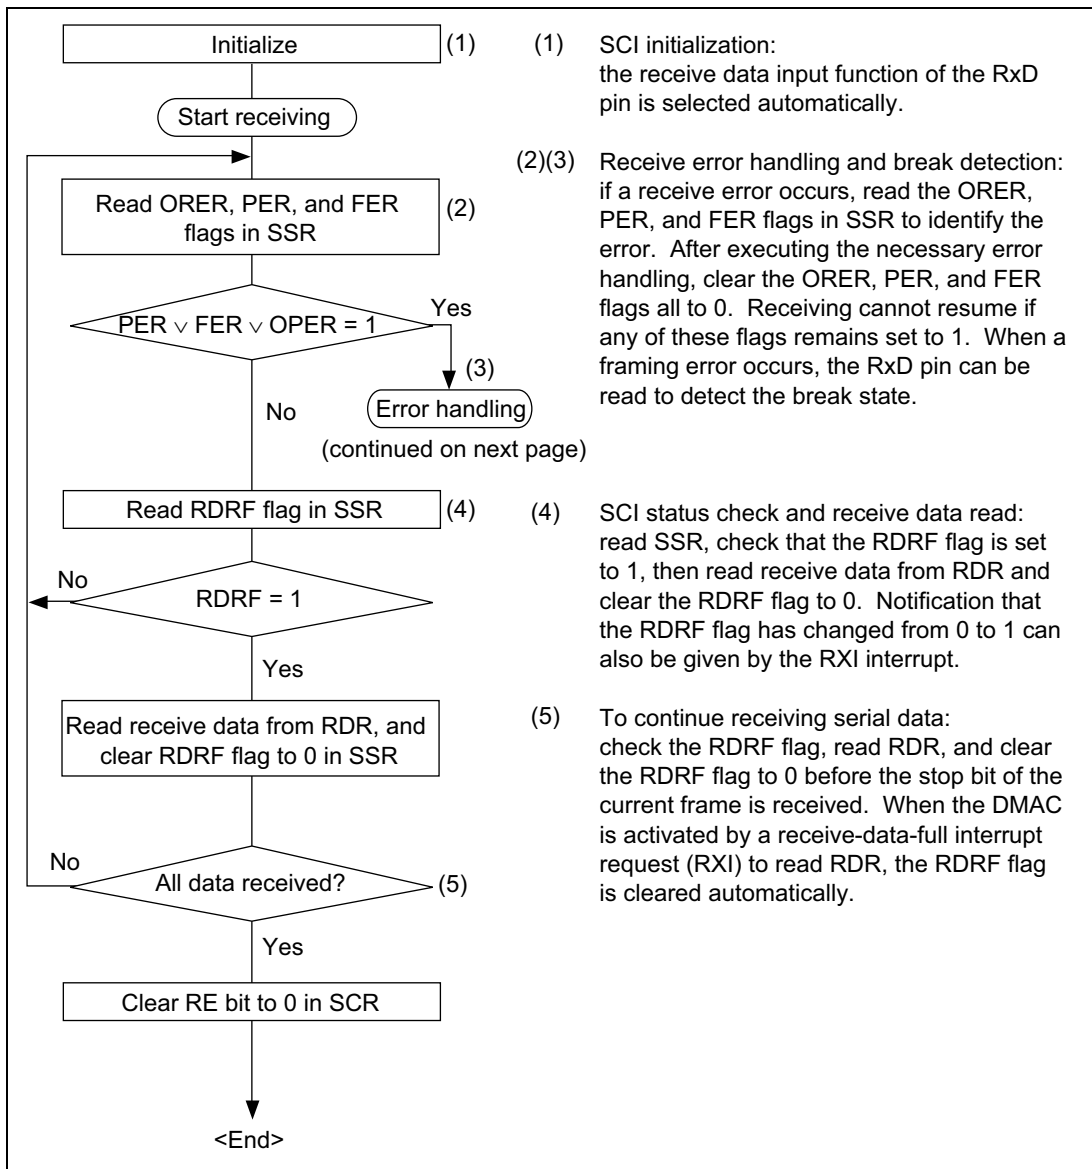 Initialize
(1)
Start receiving
Read ORER, PER, and FER
flags in SSR
(2)
PER ∨ FER ∨ OPER = 1
Yes
No
(3)
Error handling
(continued on next page)
Read RDRF flag in SSR
(4)
No
RDRF = 1
Yes
Read receive data from RDR, and
clear RDRF flag to 0 in SSR
No
All data received?
(5)
Yes
Clear RE bit to 0 in SCR
<End>
(1) SCI initialization:
the receive data input function of the RxD
pin is selected automatically.
(2)(3) Receive error handling and break detection:
if a receive error occurs, read the ORER,
PER, and FER flags in SSR to identify the
error.  After executing the necessary error
handling, clear the ORER, PER, and FER
flags all to 0.  Receiving cannot resume if
any of these flags remains set to 1.  When a
framing error occurs, the RxD pin can be
read to detect the break state.
(4) SCI status check and receive data read:
read SSR, check that the RDRF flag is set
to 1, then read receive data from RDR and
clear the RDRF flag to 0.  Notification that
the RDRF flag has changed from 0 to 1 can
also be given by the RXI interrupt.
(5) To continue receiving serial data:
check the RDRF flag, read RDR, and clear
the RDRF flag to 0 before the stop bit of the
current frame is received.  When the DMAC
is activated by a receive-data-full interrupt
request (RXI) to read RDR, the RDRF flag
is cleared automatically.